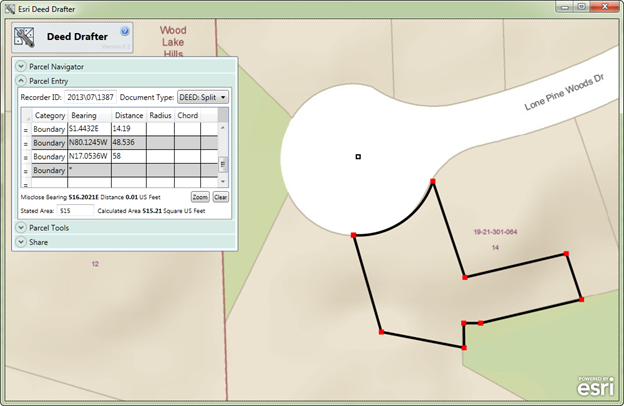 Esri Deed Drafter
Deed Drafter
Parcel Navigator
Parcel Entry
Recorder ID: 2013\07\1387 Document Type: DEED: Split
Category Bearing Distance Radius Chord
= Boundary S1.4432E 14.19
= Boundary N80.1245W 48.536
= Boundary N17.0536W 58
= Boundary *
=
Misclose Bearing S16.2021E Distance 0.01 US Feet Zoom Clear
Stated Area: 515 Calculated Area 515.21 Square US Feet
Parcel Tools
Share
Wood
Lake
Hills
Lone Pine Woods Dr
19-21-301-064
14
12
POWERED BY
esri